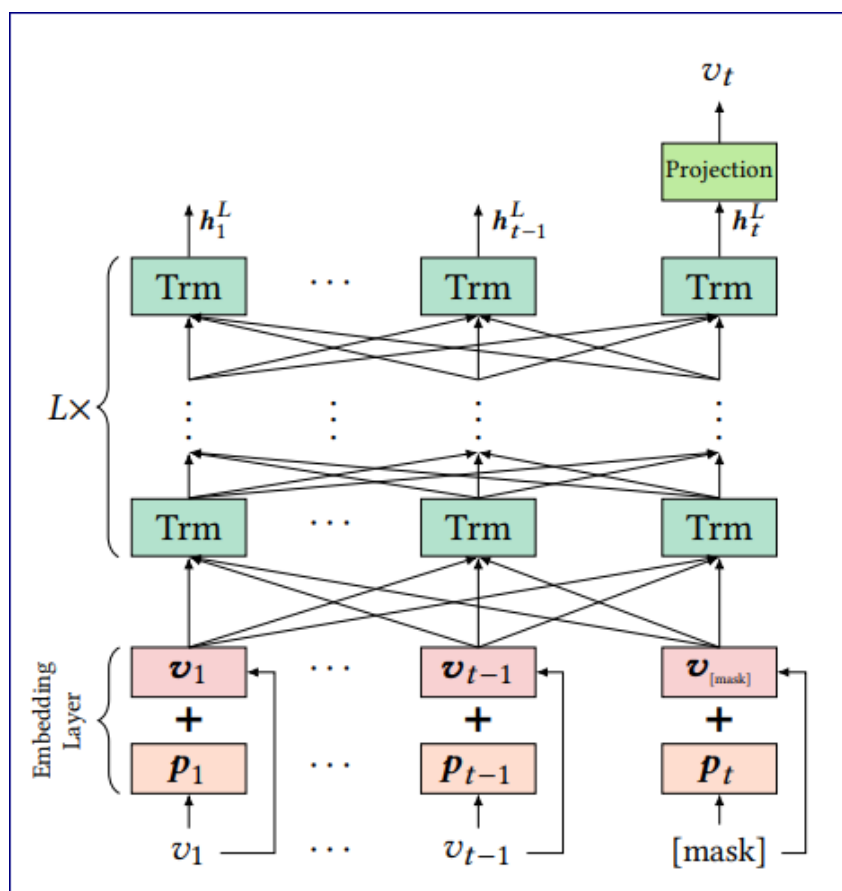 v_t
Projection
h_1^L h_{t-1}^L h_t^L
Trm ··· Trm Trm
L×
Trm ··· Trm Trm
Embedding
Layer
v_1 ··· v_{t-1} v_[mask]
+ + +
p_1 ··· p_{t-1} p_t
v_1 ··· v_{t-1} [mask]